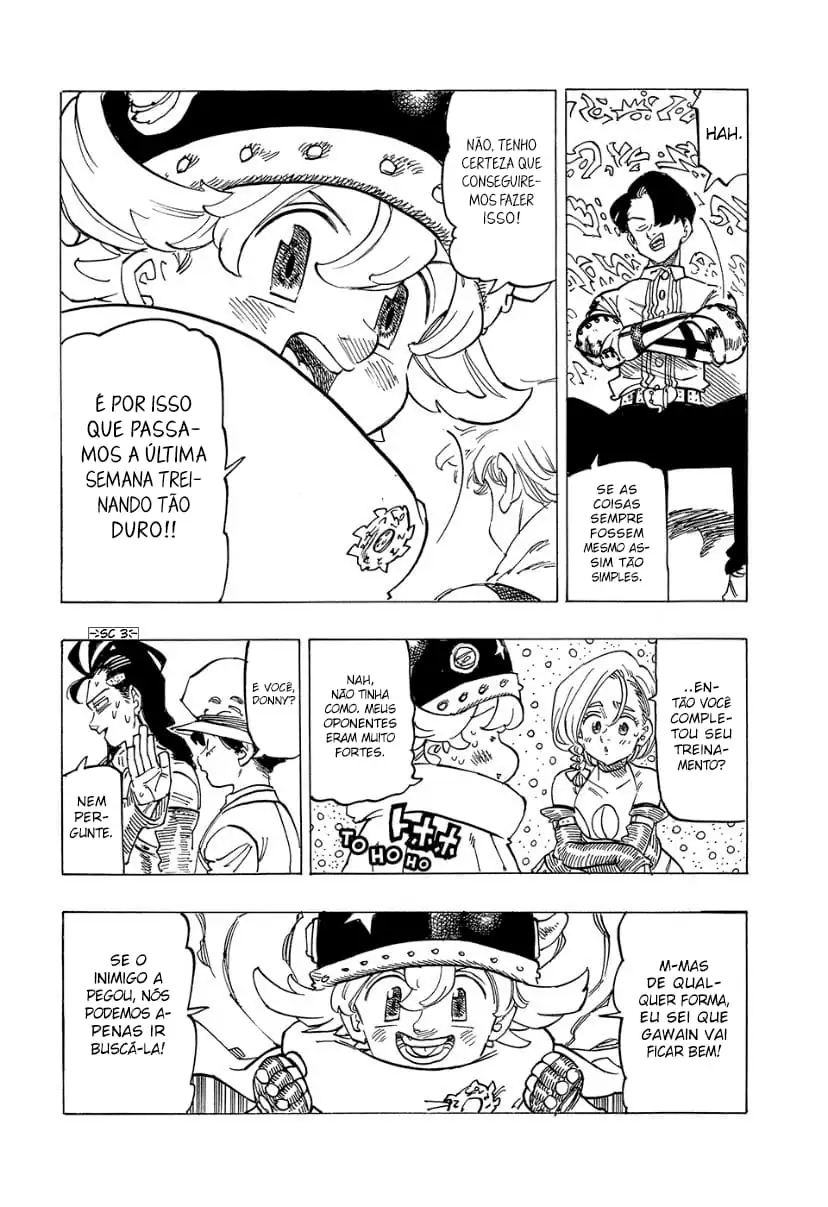 HAH.
SE AS
COISAS
SEMPRE
FOSSEM
MESMO AS-
SIM TÃO
SIMPLES.
NÃO, TENHO
CERTEZA QUE
CONSEGUIRE-
MOS FAZER
ISSO!
É POR ISSO
QUE PASSA-
MOS A ÚLTIMA
SEMANA TREI-
NANDO TÃO
DURO!!
..EN-
TÃO VOCÊ
COMPLE-
TOU SEU
TREINA-
MENTO?
NAH,
NÃO TINHA
COMO. MEUS
OPONENTES
ERAM MUITO
FORTES.
トホホ
TO HO HO
SC 3
E VOCÊ,
DONNY?
NEM
PER-
GUNTE.
M-MAS
DE QUAL-
QUER FORMA,
EU SEI QUE
GAWAIN VAI
FICAR BEM!
SE O
INIMIGO A
PEGOU, NÓS
PODEMOS A-
PENAS IR
BUSCÁ-LA!